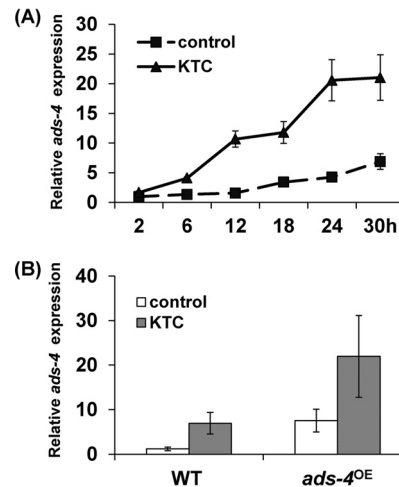 (A)
control
KTC
Relative ads-4 expression
30
25
20
15
10
5
0
2 6 12 18 24 30h
(B)
control
KTC
Relative ads-4 expression
40
30
20
10
0
WT ads-4OE